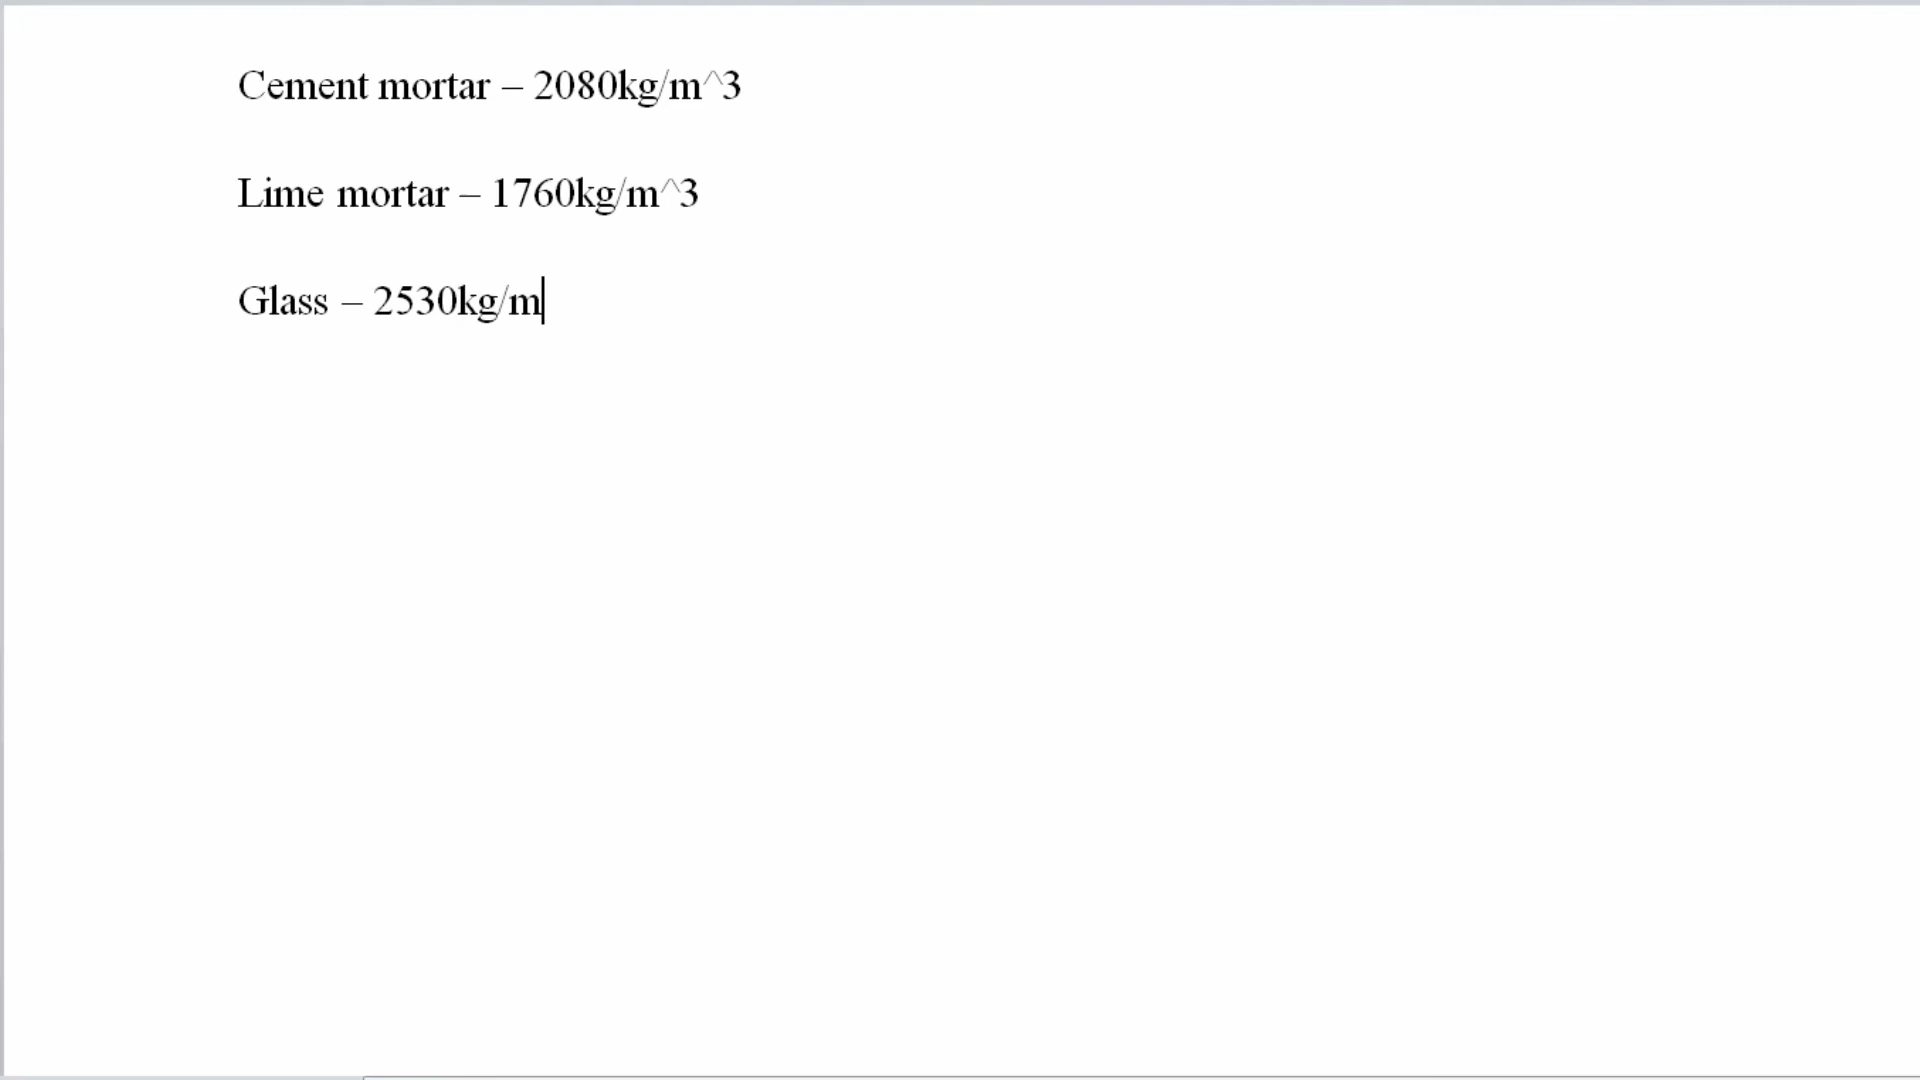 Cement mortar – 2080kg/m^3
Lime mortar – 1760kg/m^3
Glass – 2530kg/m